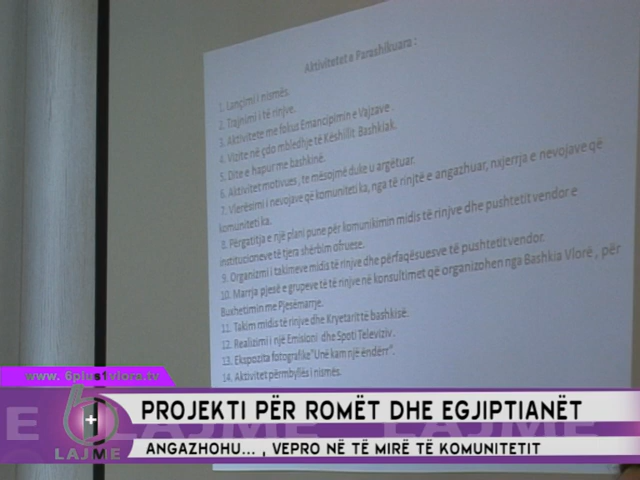 Aktivitetet e Parashikuara :
1. Lançimi i nismës.
2. Trajnimi i të rinjve.
3. Aktivitete me fokus Emancipimin e Vajzave .
4. Vizite në çdo mbledhje të Këshillit Bashkiak.
5. Dite e hapur me bashkinë.
6. Aktivitet motivues , te mësojmë duke u argëtuar.
7. Vlerësimi i nevojave që komuniteti ka, nga të rinjtë e angazhuar, nxjerrja e nevojave që
komuniteti ka.
8. Përgatitja e një plani pune për komunikimin midis të rinjve dhe pushtetit vendor e
institucioneve të tjera shërbim ofruese.
9. Organizmi i takimeve midis të rinjve dhe përfaqësuesve të pushtetit vendor.
10. Marrja pjesë e grupeve të të rinjve në konsultimet që organizohen nga Bashkia Vlorë , për
Buxhetimin me Pjesëmarrje.
11. Takim midis të rinjve dhe Kryetarit të bashkisë.
12. Realizimi i një Emisioni dhe Spoti Televiziv.
13. Ekspozita fotografike"Unë kam një ëndërr".
14. Aktivitet përmbyllës i nismës.
www. 6plus1vlora.tv
6+
LAJME
PROJEKTI PËR ROMËT DHE EGJIPTIANËT
ANGAZHOHU... , VEPRO NË TË MIRË TË KOMUNITETIT